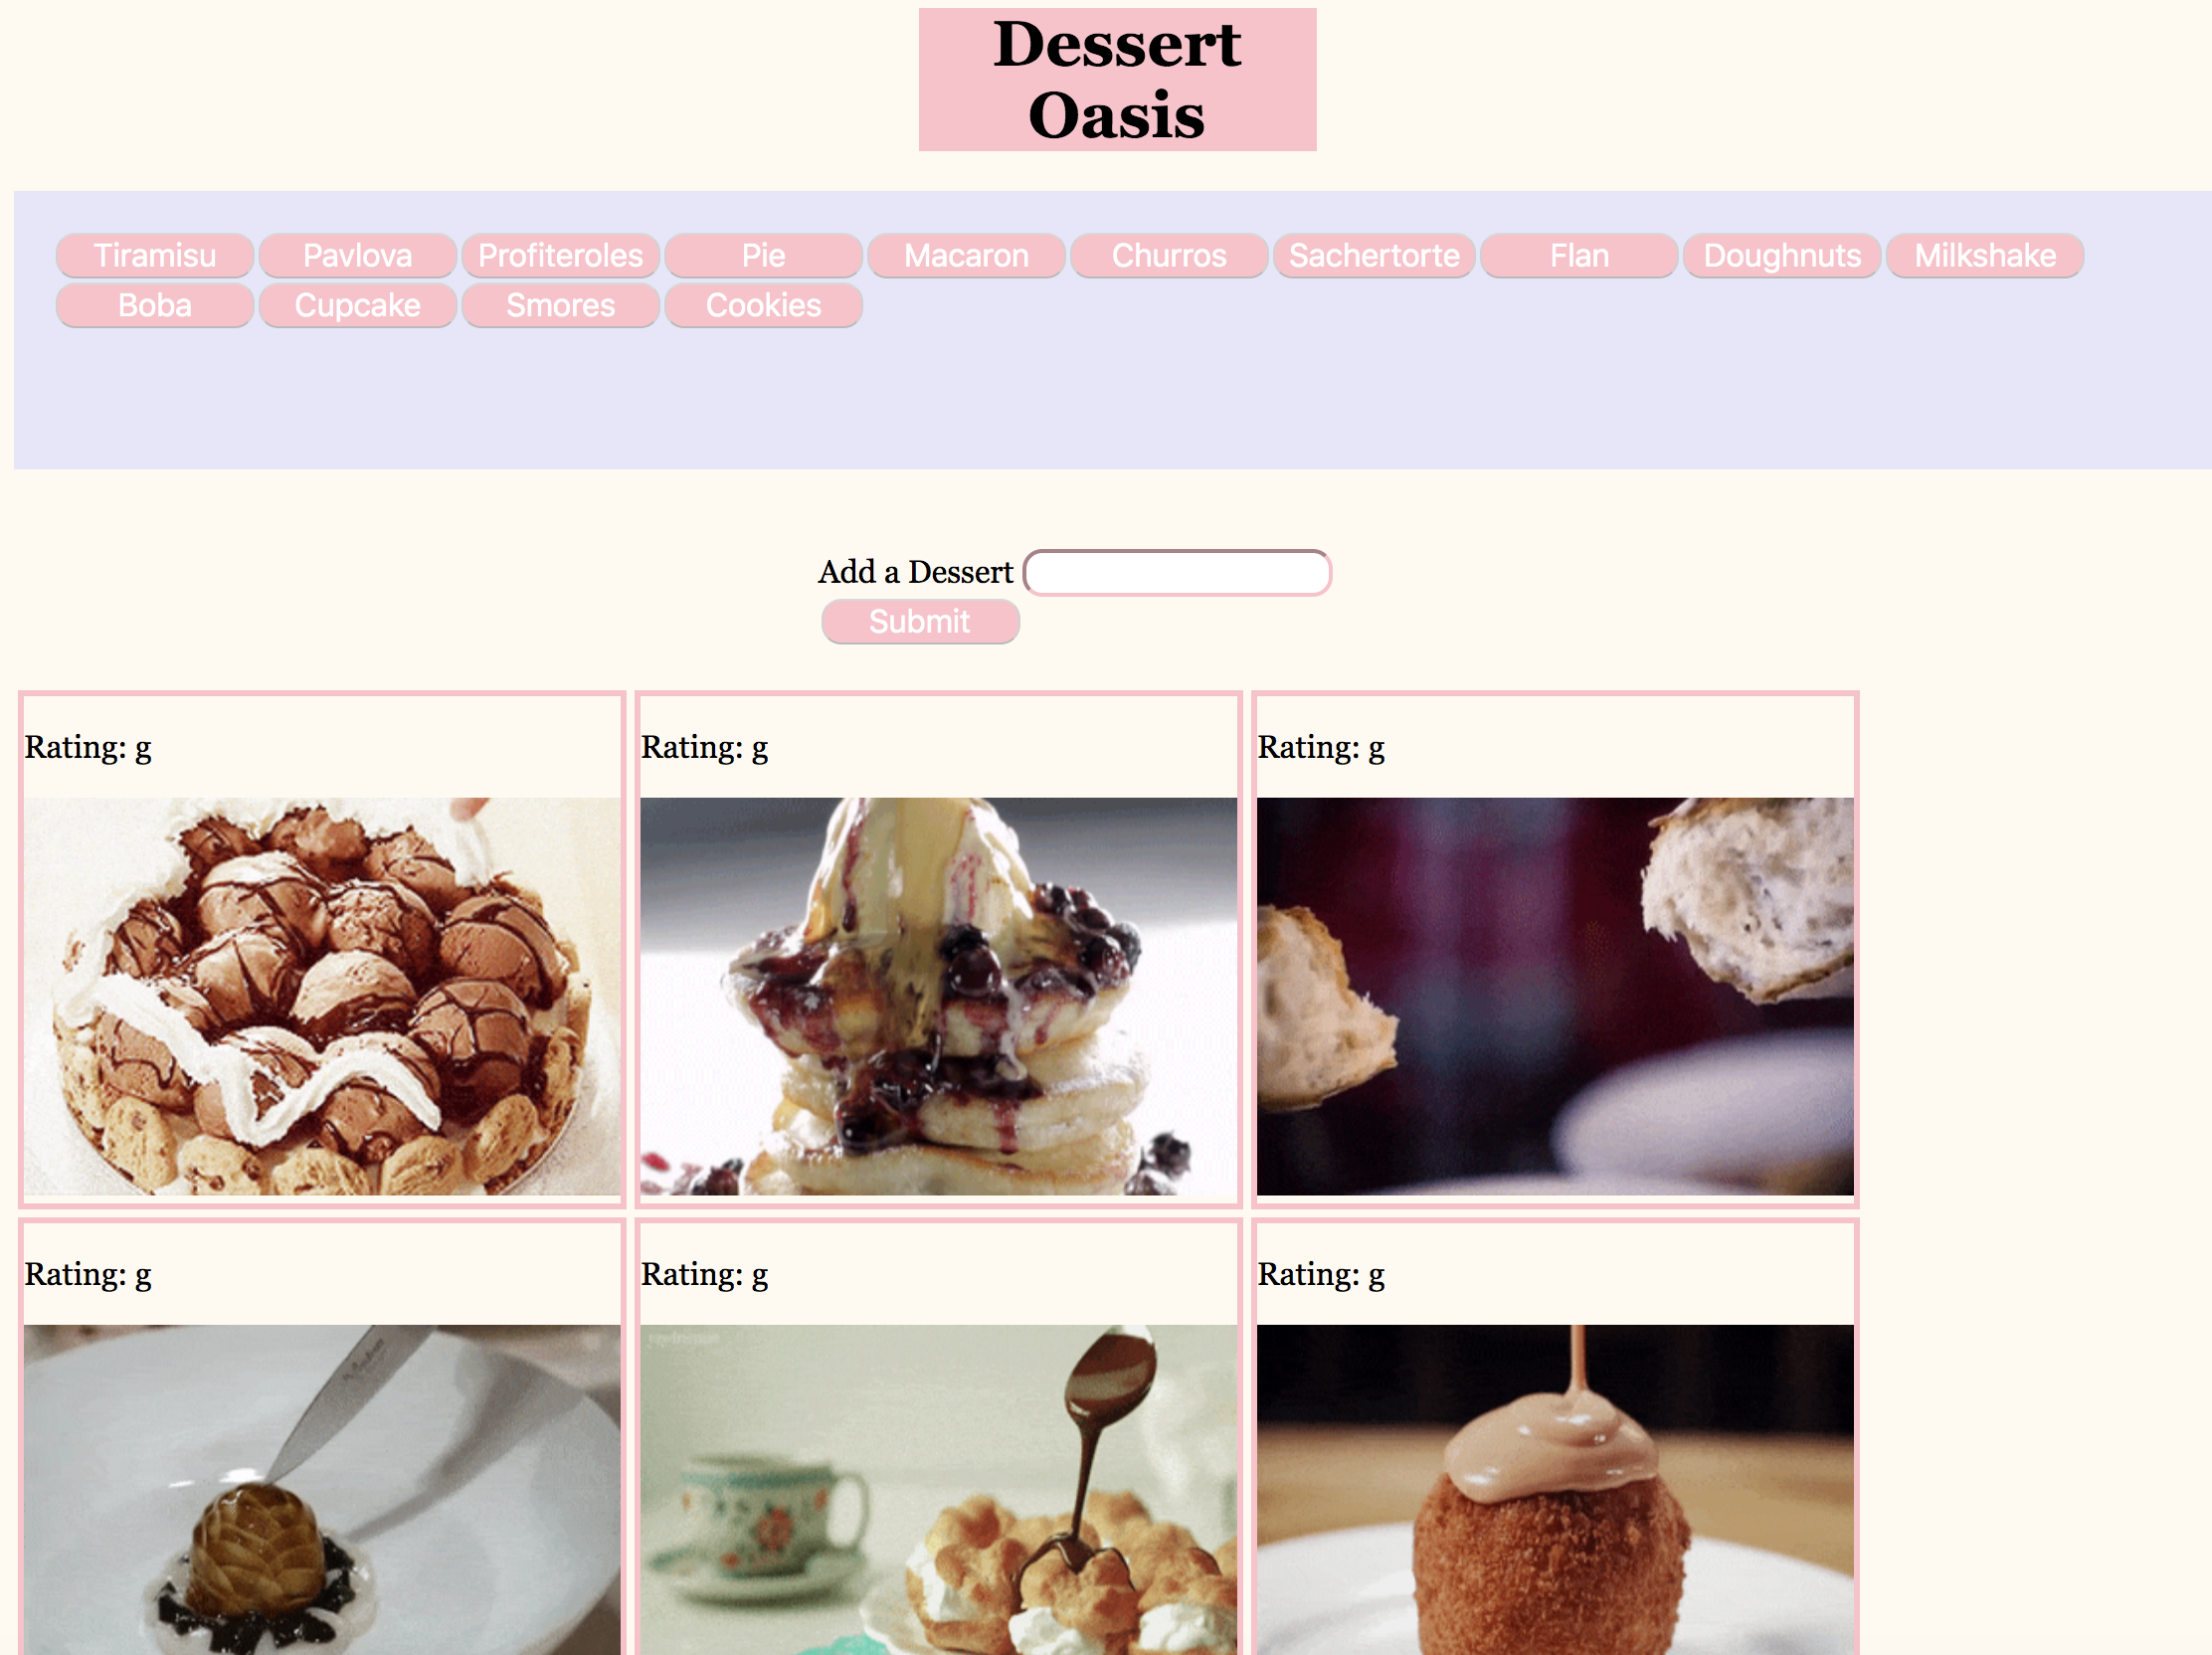 Dessert
Oasis
Tiramisu Pavlova Profiteroles Pie Macaron Churros Sachertorte Flan Doughnuts Milkshake
Boba Cupcake Smores Cookies
Add a Dessert
Submit
Rating: g Rating: g Rating: g
Rating: g Rating: g Rating: g